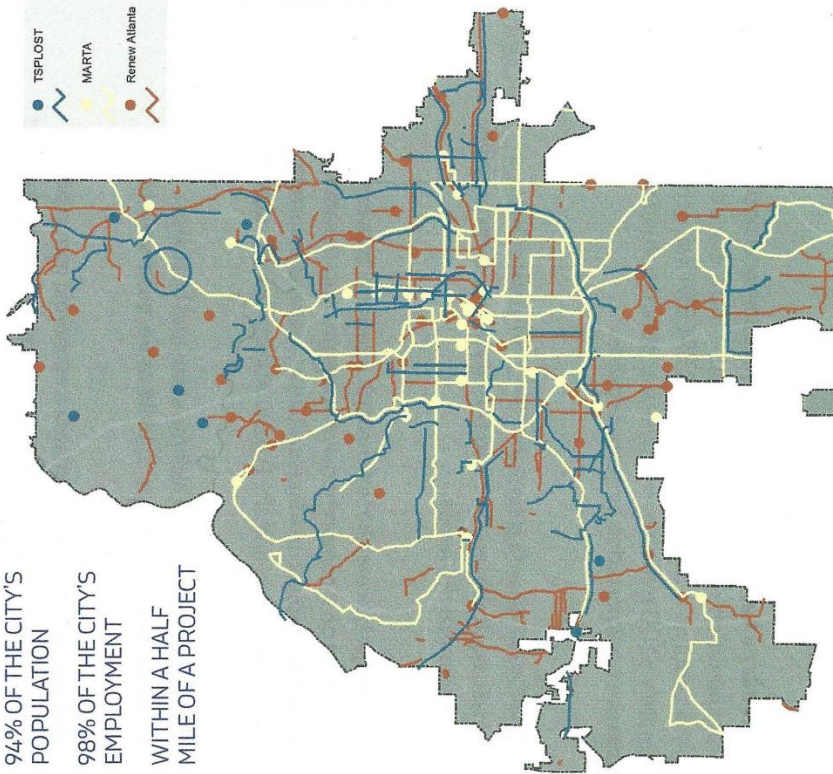 94% OF THE CITY'S
POPULATION
98% OF THE CITY'S
EMPLOYMENT
WITHIN A HALF
MILE OF A PROJECT
TSPLOST
MARTA
Renew Atlanta